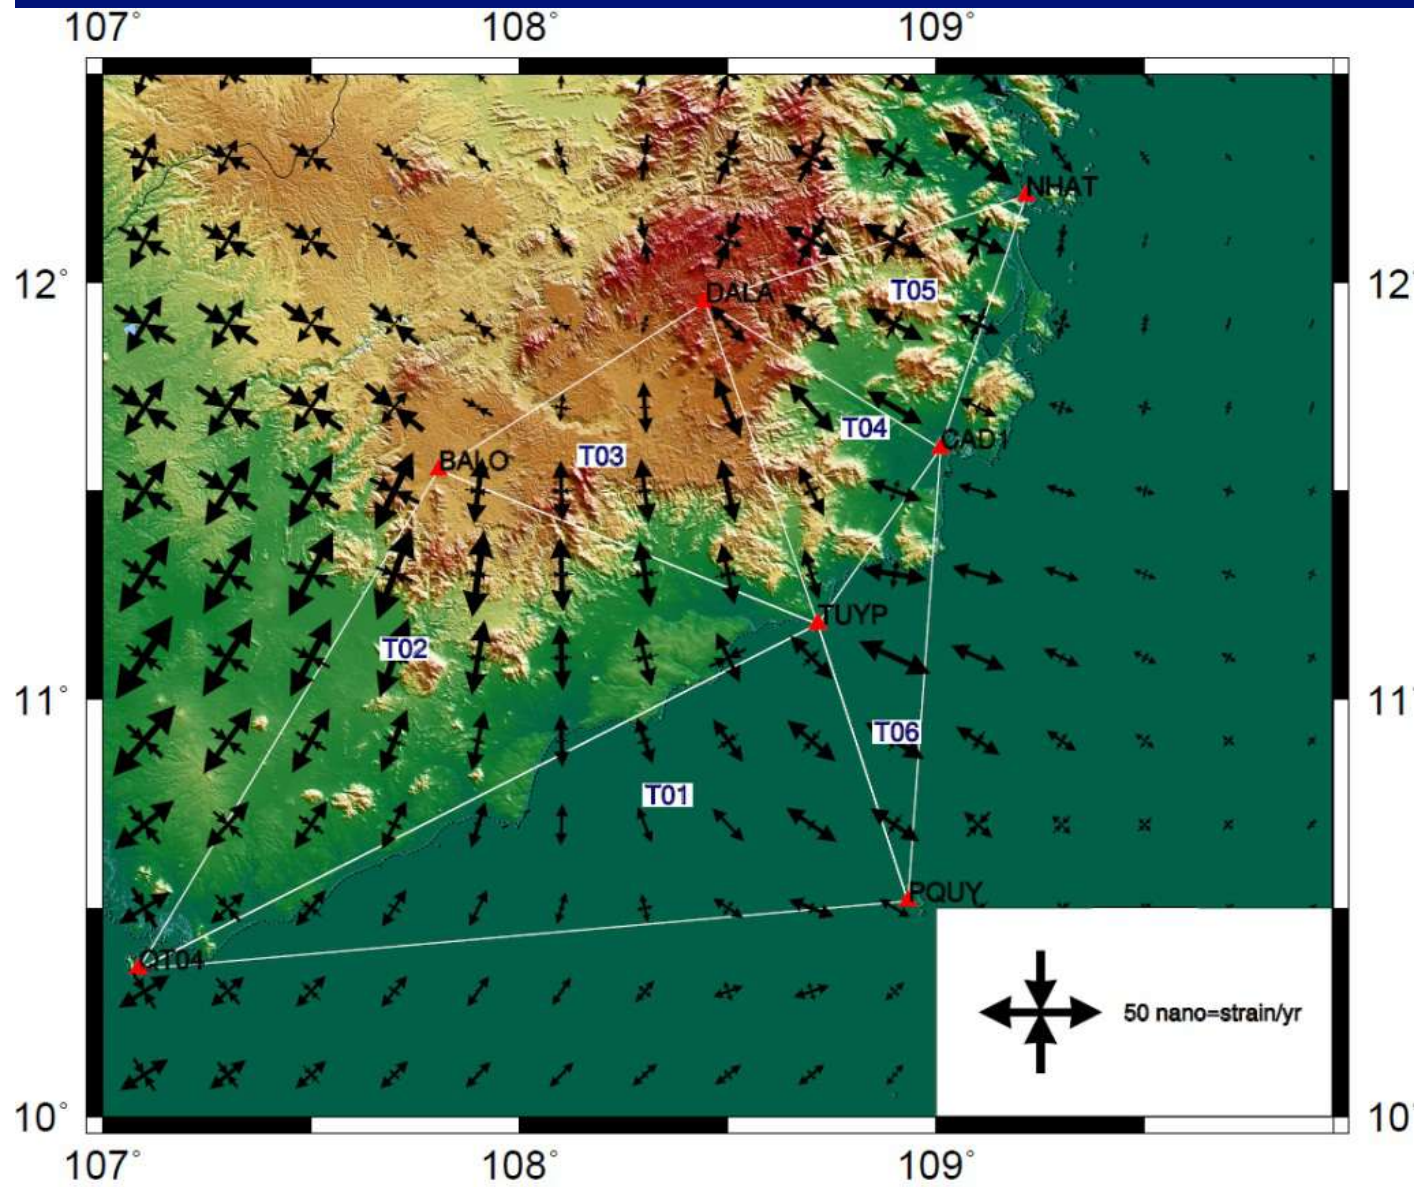 107° 108° 109°
NHAT
12° 12°
DALA
T05
T04
CAD1
BALO
T03
TUYP
T02
11° 11°
T06
T01
PQUY
QT04
50 nano=strain/yr
10° 10°
107° 108° 109°